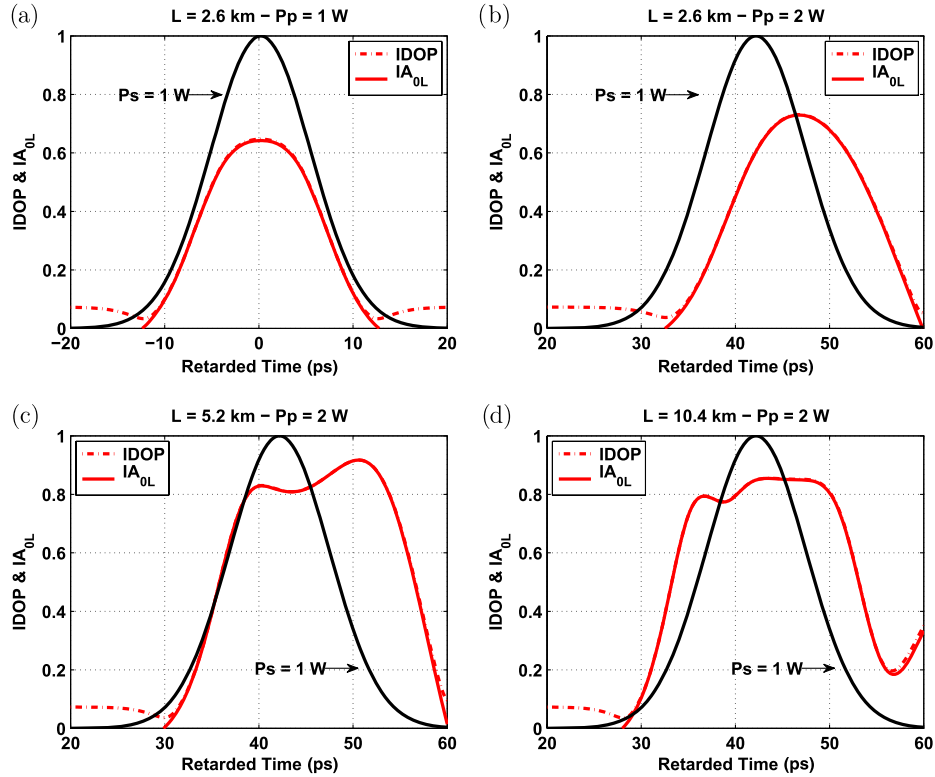 (a)
L = 2.6 km − Pp = 1 W
IDOP & IA0L
1
0.8
0.6
0.4
0.2
0
Ps = 1 W
IDOP
IA0L
−20
−10
0
10
20
Retarded Time (ps)
(b)
L = 2.6 km − Pp = 2 W
IDOP & IA0L
1
0.8
0.6
0.4
0.2
0
Ps = 1 W
IDOP
IA0L
20
30
40
50
60
Retarded Time (ps)
(c)
L = 5.2 km − Pp = 2 W
IDOP & IA0L
1
0.8
0.6
0.4
0.2
0
IDOP
IA0L
Ps = 1 W
20
30
40
50
60
Retarded Time (ps)
(d)
L = 10.4 km − Pp = 2 W
IDOP & IA0L
1
0.8
0.6
0.4
0.2
0
IDOP
IA0L
Ps = 1 W
20
30
40
50
60
Retarded Time (ps)